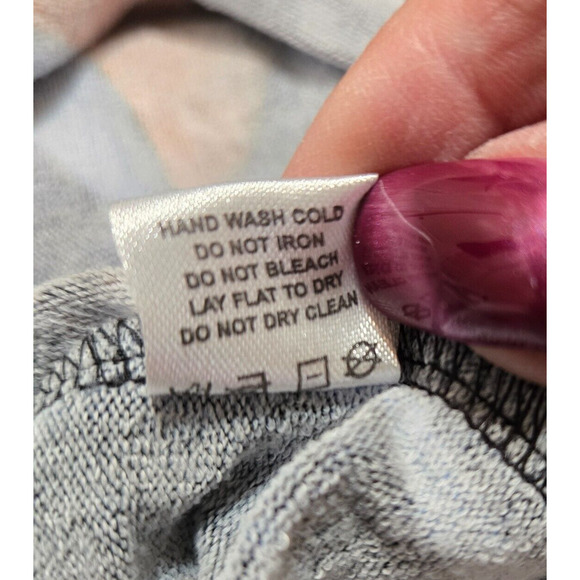 HAND WASH COLD
DO NOT IRON
DO NOT BLEACH
LAY FLAT TO DRY
DO NOT DRY CLEAN